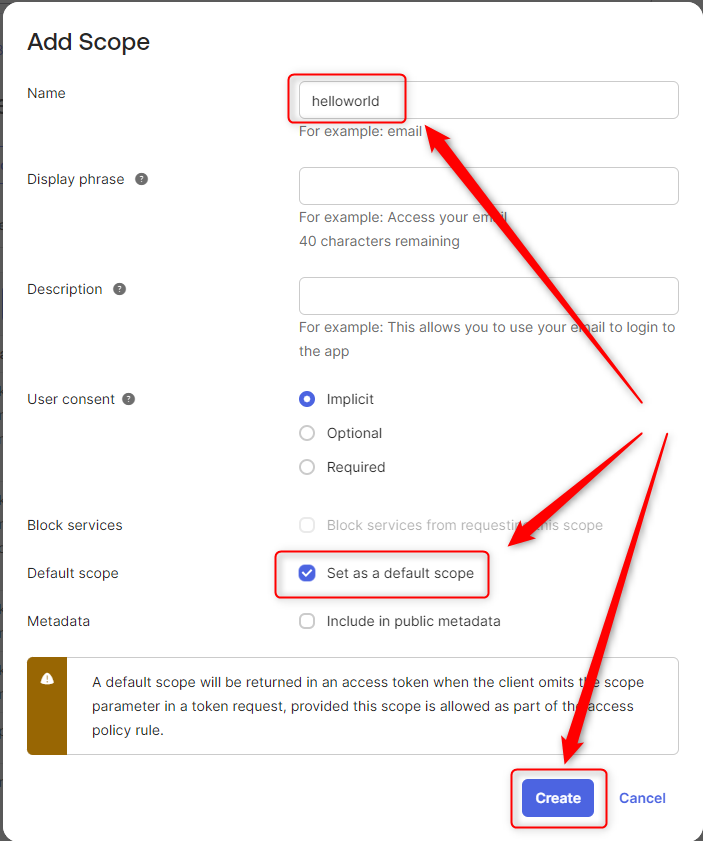 Add Scope
Name
helloworld
For example: email
Display phrase ?
For example: Access your email
40 characters remaining
Description ?
For example: This allows you to use your email to login to
the app
User consent ?
Implicit
Optional
Required
Block services
Block services from requesting this scope
Default scope
Set as a default scope
Metadata
Include in public metadata
A default scope will be returned in an access token when the client omits the scope
parameter in a token request, provided this scope is allowed as part of the access
policy rule.
Create
Cancel